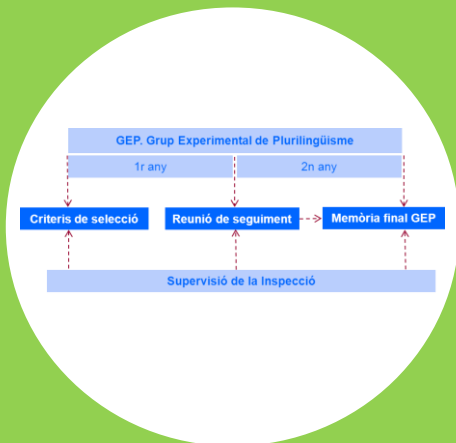 GEP. Grup Experimental de Plurilingüisme
1r any
2n any
Criteris de selecció
Reunió de seguiment
Memòria final GEP
Supervisió de la Inspecció